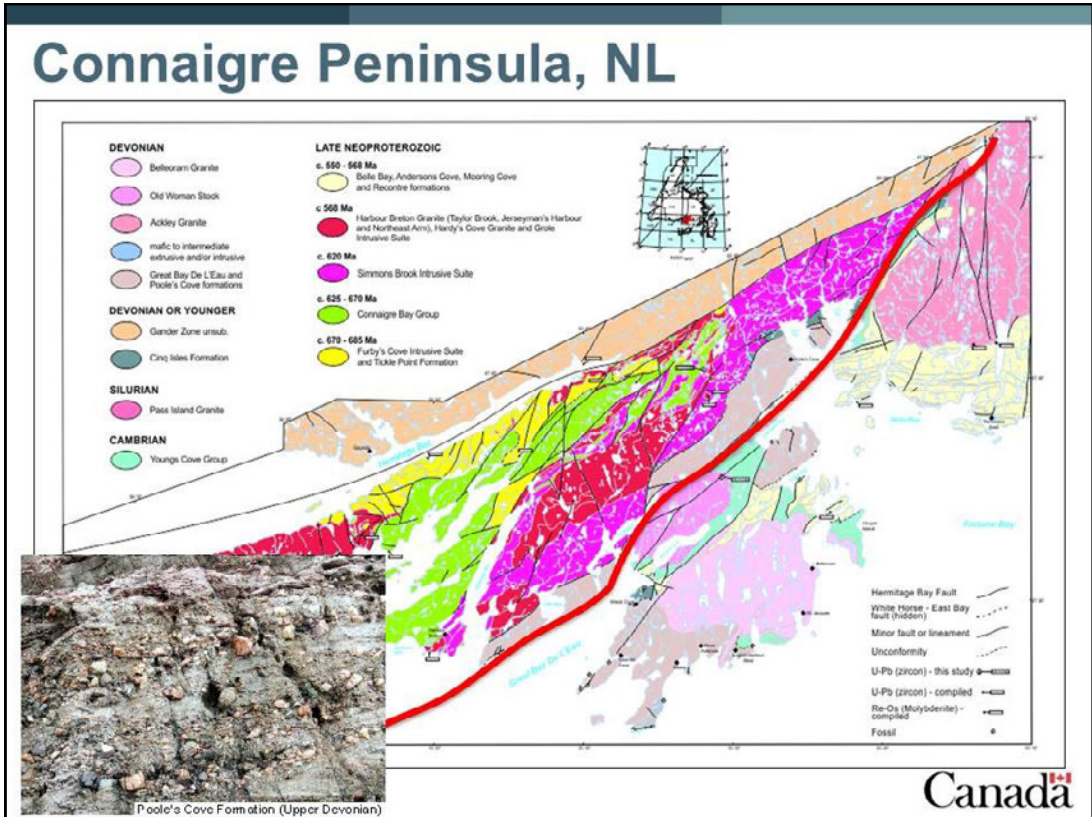 Connaigre Peninsula, NL
DEVONIAN
Belleoram Granite
Old Woman Stock
Ackley Granite
mafic to intermediate
extrusive and/or intrusive
Great Bay De L'Eau and
Poole's Cove formations
DEVONIAN OR YOUNGER
Gander Zone unsub.
Cinq Isles Formation
SILURIAN
Pass Island Granite
CAMBRIAN
Youngs Cove Group
LATE NEOPROTEROZOIC
c. 550 - 568 Ma
Belle Bay, Andersons Cove, Mooring Cove
and Recontre formations
c 568 Ma
Harbour Breton Granite (Taylor Brook, Jerseyman's Harbour
and Northeast Arm), Hardy's Cove Granite and Grole
Intrusive Suite
c. 620 Ma
Simmons Brook Intrusive Suite
c. 625 - 670 Ma
Connaigre Bay Group
c. 670 - 685 Ma
Furby's Cove Intrusive Suite
and Tickle Point Formation
Hermitage Bay
Fortune Bay
Great Bay De L'Eau
Hermitage Bay Fault
White Horse - East Bay
fault (hidden)
Minor fault or lineament
Unconformity
U-Pb (zircon) - this study
U-Pb (zircon) - compiled
Re-Os (Molybdenite) -
compiled
Fossil
Poole's Cove Formation (Upper Devonian)
Canada